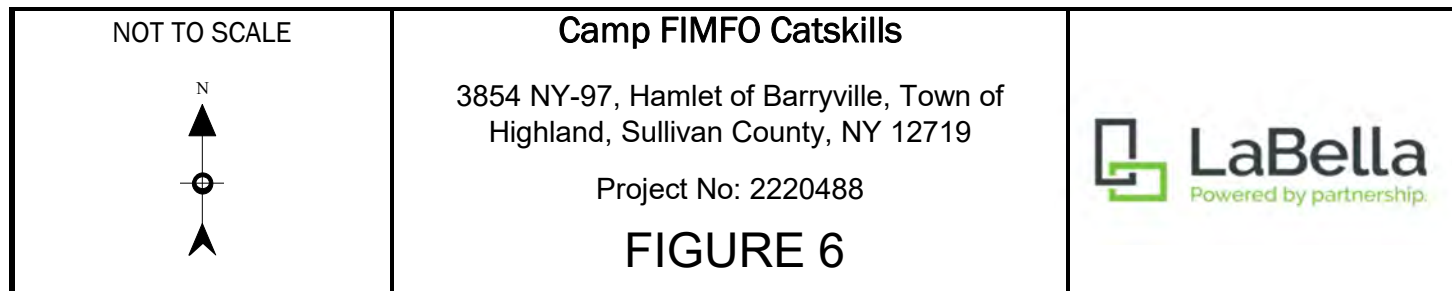 NOT TO SCALE
N
Camp FIMFO Catskills
3854 NY-97, Hamlet of Barryville, Town of
Highland, Sullivan County, NY 12719
Project No: 2220488
FIGURE 6
LaBella
Powered by partnership.